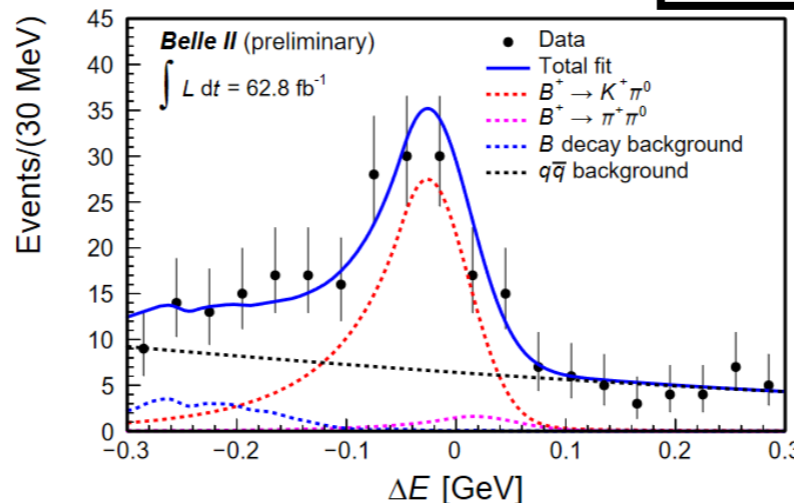 Belle II (preliminary)
∫ L dt = 62.8 fb⁻¹
Data
Total fit
B⁺ → K⁺π⁰
B⁺ → π⁺π⁰
B decay background
qq̅ background
Events/(30 MeV)
45
40
35
30
25
20
15
10
5
0
−0.3 −0.2 −0.1 0 0.1 0.2 0.3
ΔE [GeV]